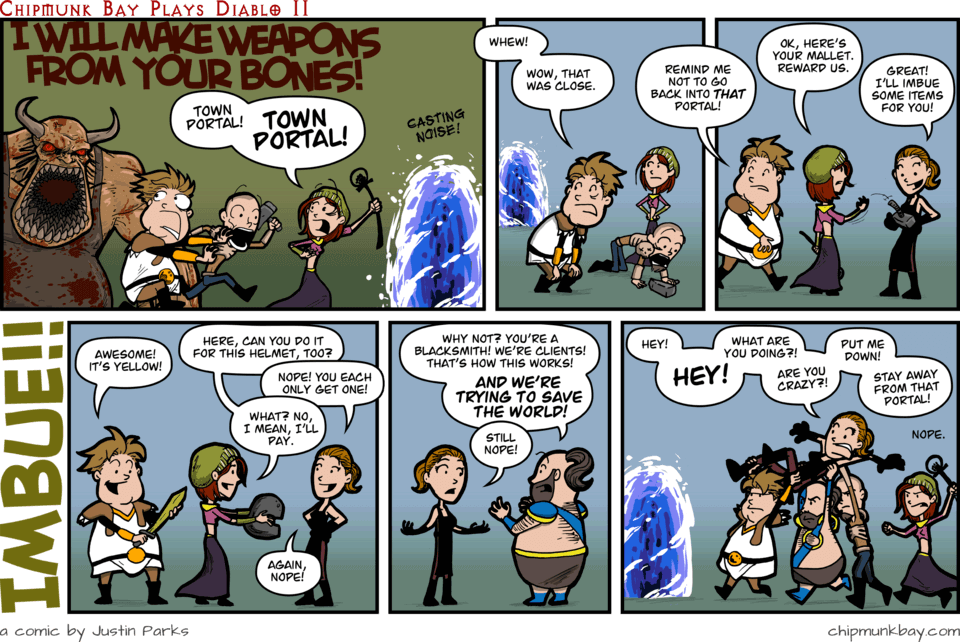 Chipmunk Bay Plays Diablo II
I WILL MAKE WEAPONS
FROM YOUR BONES!
TOWN
PORTAL!
TOWN
PORTAL!
CASTING
NOISE!
WHEW!
WOW, THAT
WAS CLOSE.
REMIND ME
NOT TO GO
BACK INTO THAT
PORTAL!
OK, HERE'S
YOUR MALLET.
REWARD US.
GREAT!
I'LL IMBUE
SOME ITEMS
FOR YOU!
IMBUE!!
AWESOME!
IT'S YELLOW!
HERE, CAN YOU DO IT
FOR THIS HELMET, TOO?
NOPE! YOU EACH
ONLY GET ONE!
WHAT? NO,
I MEAN, I'LL
PAY.
AGAIN,
NOPE!
WHY NOT? YOU'RE A
BLACKSMITH! WE'RE CLIENTS!
THAT'S HOW THIS WORKS!
AND WE'RE
TRYING TO SAVE
THE WORLD!
STILL
NOPE!
HEY!
HEY!
WHAT ARE
YOU DOING?!
ARE YOU
CRAZY?!
PUT ME
DOWN!
STAY AWAY
FROM THAT
PORTAL!
NOPE.
a comic by Justin Parks
chipmunkbay.com